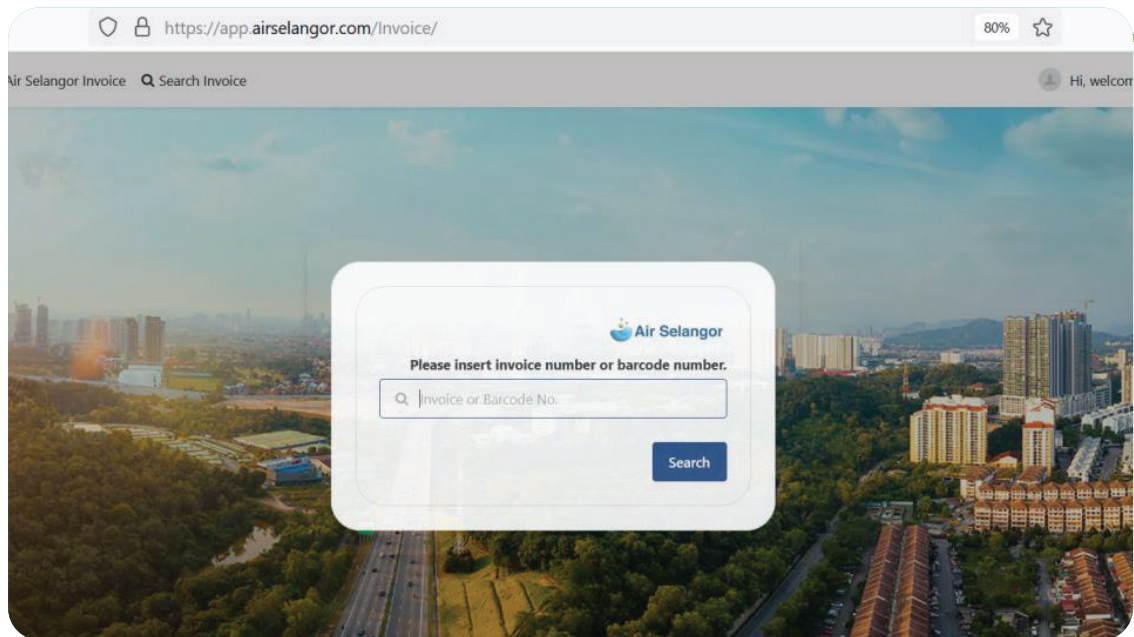 https://app.airselangor.com/Invoice/ 80%
Air Selangor Invoice Search Invoice Hi, welcom
Air Selangor
Please insert invoice number or barcode number.
Invoice or Barcode No.
Search